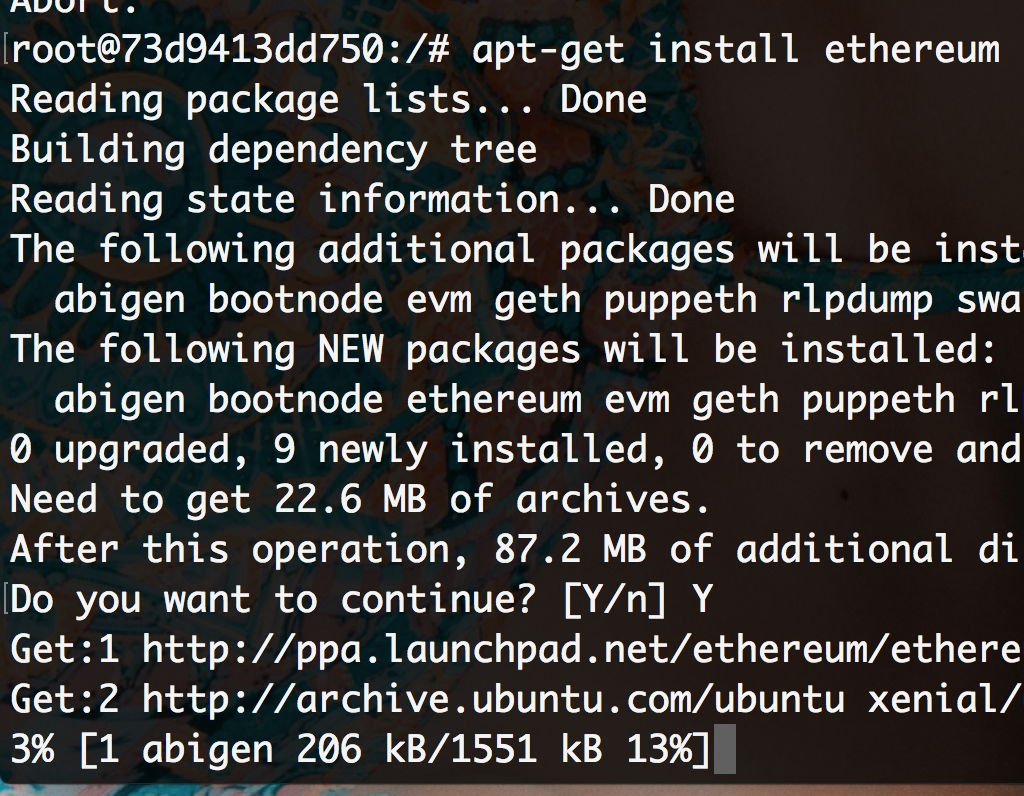 Abort.
root@73d9413dd750:/# apt-get install ethereum
Reading package lists... Done
Building dependency tree
Reading state information... Done
The following additional packages will be inst
  abigen bootnode evm geth puppeth rlpdump swa
The following NEW packages will be installed:
  abigen bootnode ethereum evm geth puppeth rl
0 upgraded, 9 newly installed, 0 to remove and
Need to get 22.6 MB of archives.
After this operation, 87.2 MB of additional di
Do you want to continue? [Y/n] Y
Get:1 http://ppa.launchpad.net/ethereum/ethere
Get:2 http://archive.ubuntu.com/ubuntu xenial/
3% [1 abigen 206 kB/1551 kB 13%]